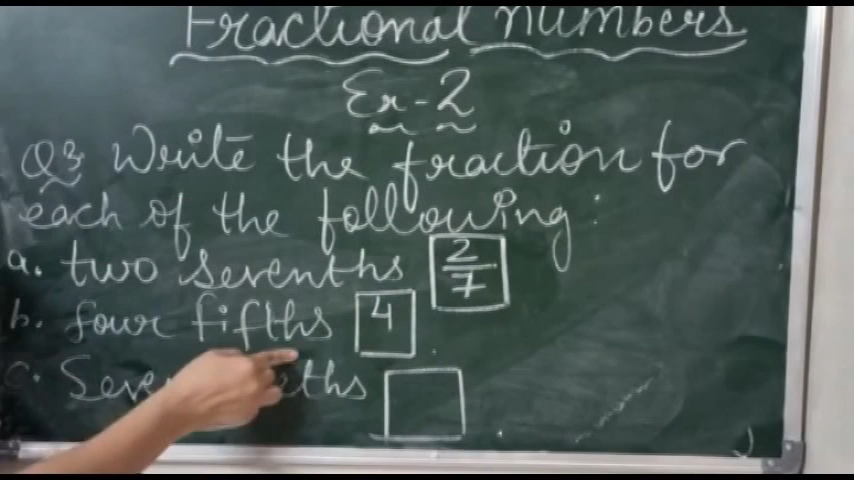 Fractional numbers
Ex-2
Q3 Write the fraction for
each of the following:
a. two sevenths 2/7
b. four fifths 4
c.